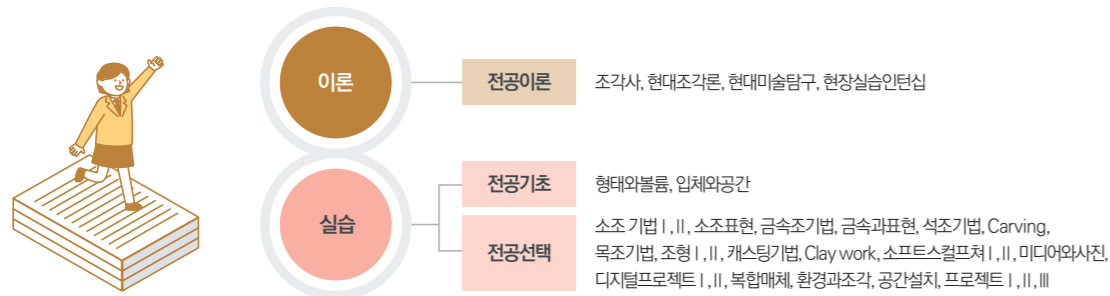 이론
전공이론
조각사, 현대조각론, 현대미술탐구, 현장실습인턴십
실습
전공기초
형태와볼륨, 입체와공간
전공선택
소조 기법 I , II , 소조표현, 금속조기법, 금속과표현, 석조기법, Carving,
목조기법, 조형 I , II , 캐스팅기법, Clay work, 소프트스컬프쳐 I , II , 미디어와사진,
디지털프로젝트 I , II , 복합매체, 환경과조각, 공간설치, 프로젝트 I , II , III